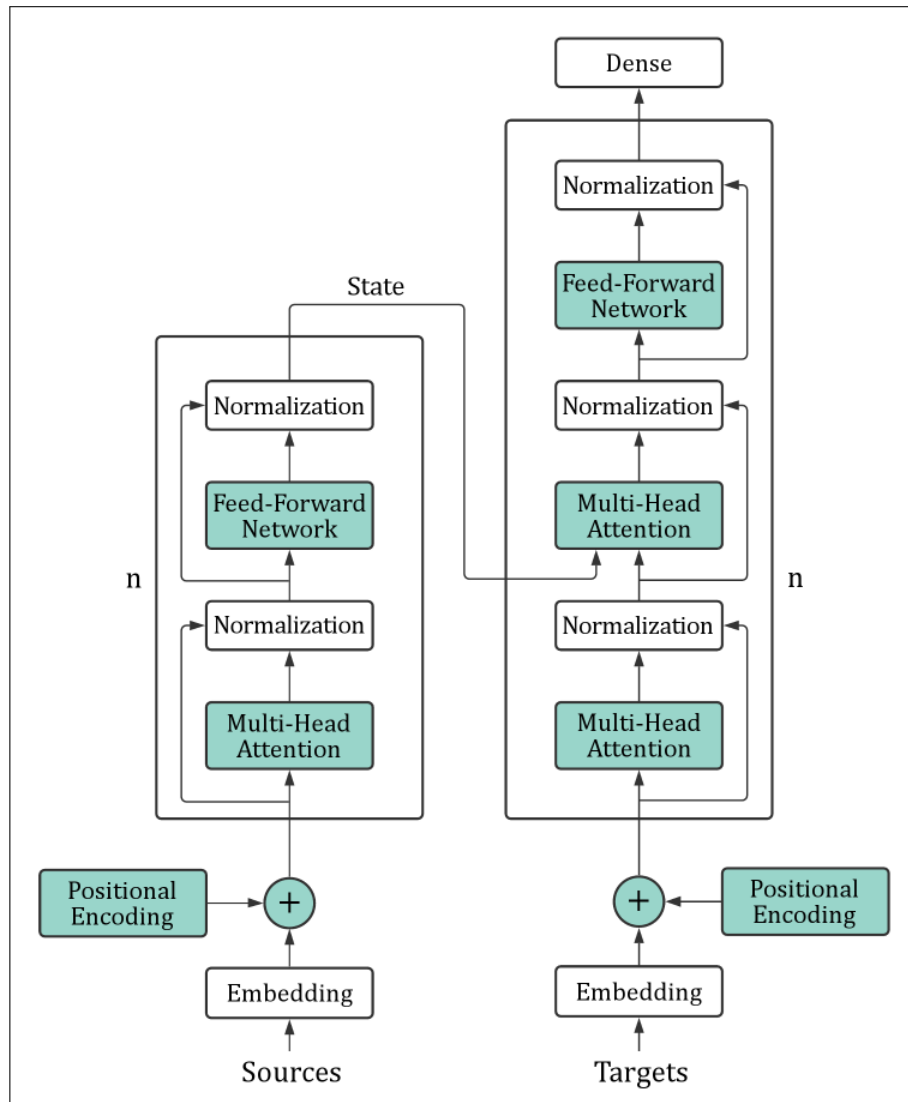 Dense
Normalization
Feed-Forward
Network
State
Normalization
Normalization
Feed-Forward
Network
Multi-Head
Attention
n
n
Normalization
Normalization
Multi-Head
Attention
Multi-Head
Attention
Positional
Encoding
+
+
Positional
Encoding
Embedding
Embedding
Sources
Targets